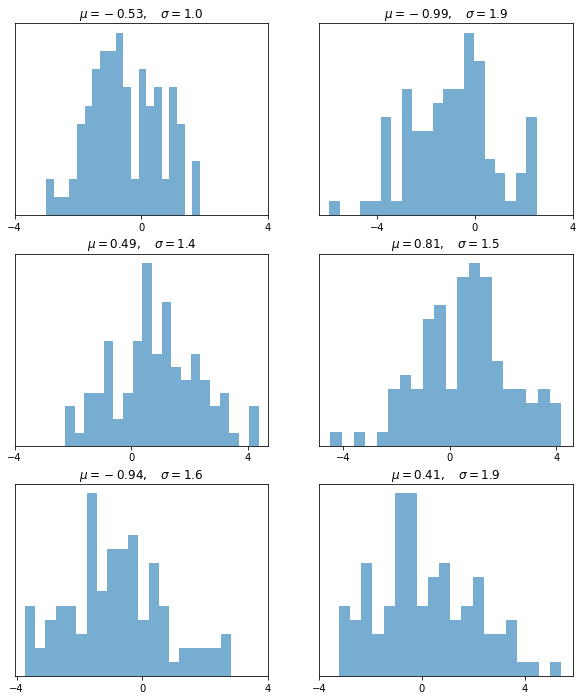 μ = −0.53, σ = 1.0
μ = −0.99, σ = 1.9
−4 0 4
−4 0 4
μ = 0.49, σ = 1.4
μ = 0.81, σ = 1.5
−4 0 4
−4 0 4
μ = −0.94, σ = 1.6
μ = 0.41, σ = 1.9
−4 0 4
−4 0 4